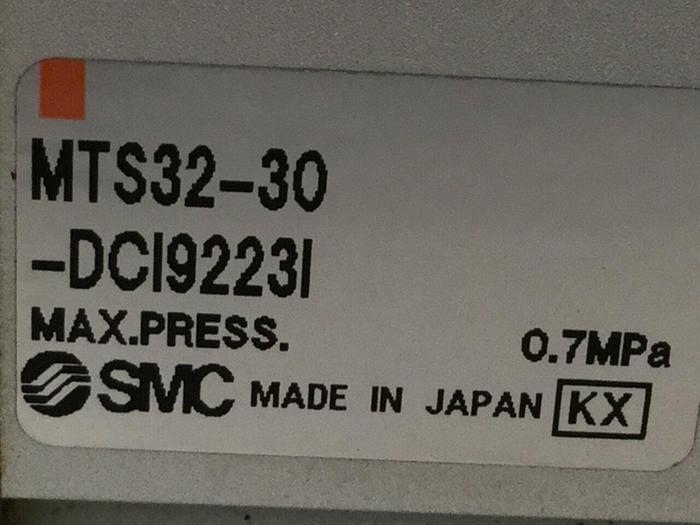 MTS32-30
-DCI9223I
MAX.PRESS. 0.7MPa
SMC MADE IN JAPAN KX